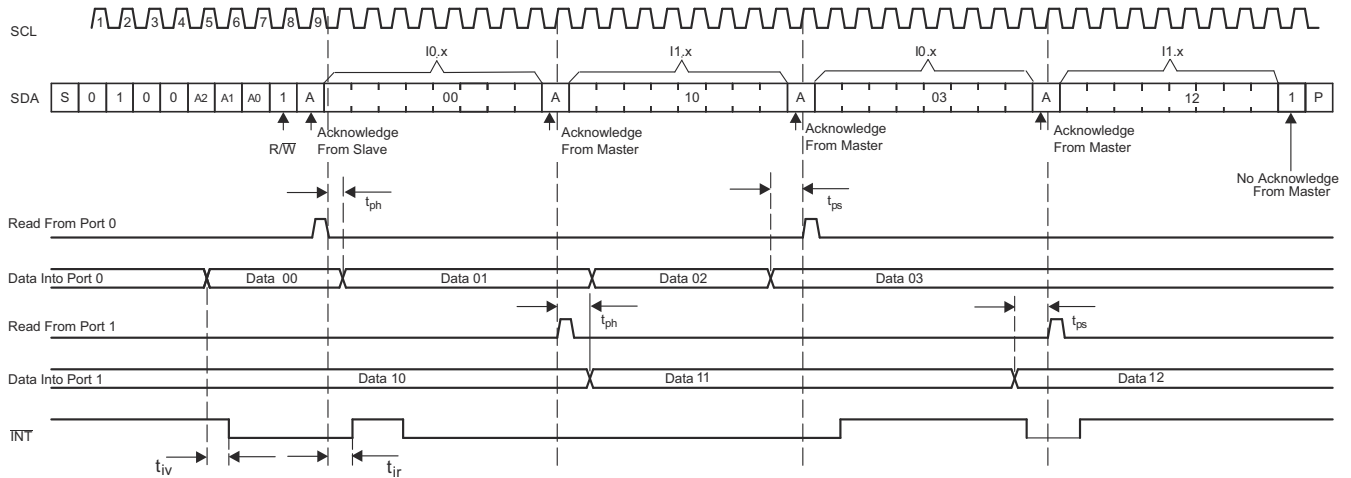 SCL
1 2 3 4 5 6 7 8 9
I0.x I1.x I0.x I1.x
SDA S 0 1 0 0 A2 A1 A0 1 A 00 A 10 A 03 A 12 1 P
R/W
Acknowledge
From Slave
Acknowledge
From Master
Acknowledge
From Master
Acknowledge
From Master
No Acknowledge
From Master
tph
tps
Read From Port 0
Data Into Port 0 Data 00 Data 01 Data 02 Data 03
tph
tps
Read From Port 1
Data Into Port 1 Data 10 Data 11 Data 12
INT
tiv
tir